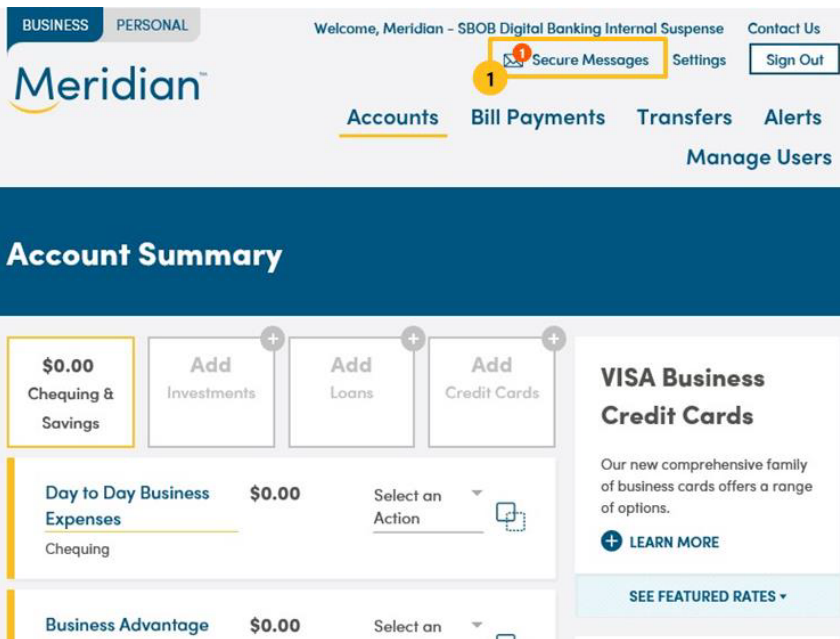 BUSINESS PERSONAL
Welcome, Meridian - SBOB Digital Banking Internal Suspense Contact Us
1 Secure Messages Settings Sign Out
1
Meridian™
Accounts Bill Payments Transfers Alerts
Manage Users
Account Summary
$0.00
Chequing &
Savings
Add
Investments
Add
Loans
Add
Credit Cards
VISA Business
Credit Cards
Our new comprehensive family
of business cards offers a range
of options.
LEARN MORE
SEE FEATURED RATES
Day to Day Business
Expenses
Chequing
$0.00
Select an
Action
Business Advantage
$0.00
Select an